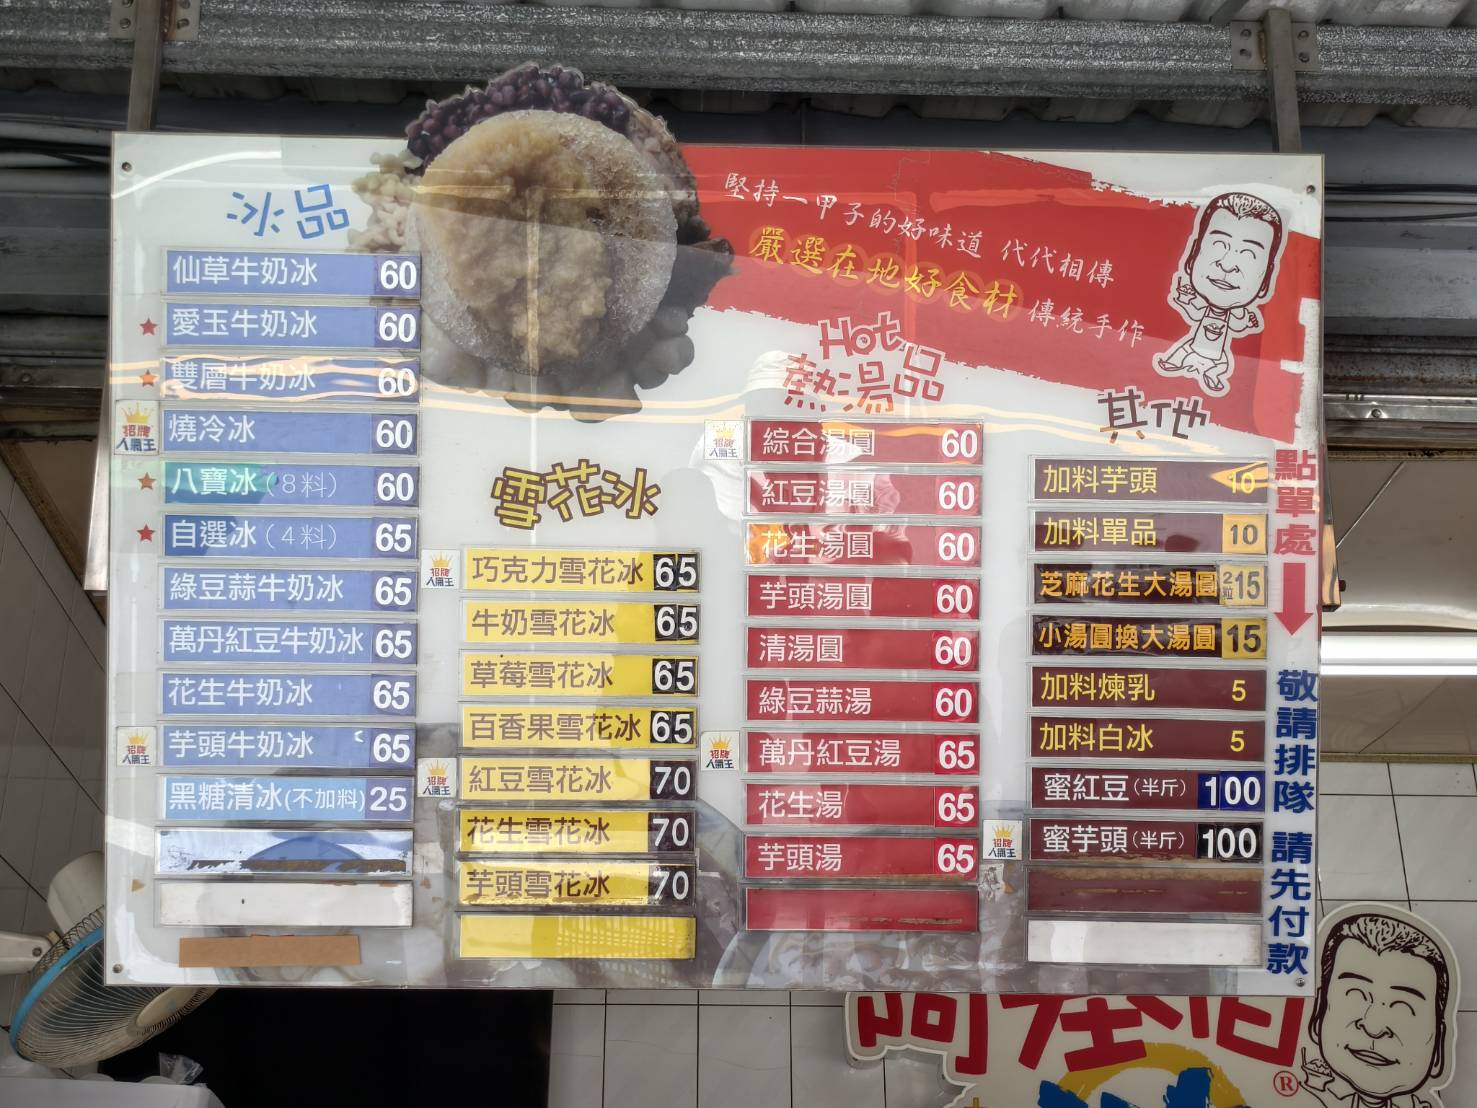 冰品
仙草牛奶冰 60
愛玉牛奶冰 60
雙層牛奶冰 60
招牌人氣王 燒冷冰 60
八寶冰(8料) 60
自選冰(4料) 65
綠豆蒜牛奶冰 65
萬丹紅豆牛奶冰 65
花生牛奶冰 65
招牌人氣王 芋頭牛奶冰 65
黑糖清冰(不加料) 25
雪花冰
招牌人氣王 巧克力雪花冰 65
牛奶雪花冰 65
草莓雪花冰 65
百香果雪花冰 65
招牌人氣王 紅豆雪花冰 70
花生雪花冰 70
芋頭雪花冰 70
堅持一甲子的好味道 代代相傳
嚴選在地好食材 傳統手作
Hot
熱湯品
招牌人氣王 綜合湯圓 60
紅豆湯圓 60
花生湯圓 60
芋頭湯圓 60
清湯圓 60
綠豆蒜湯 60
招牌人氣王 萬丹紅豆湯 65
花生湯 65
芋頭湯 65
其他
加料芋頭 10
加料單品 10
芝麻花生大湯圓 2粒 15
小湯圓換大湯圓 15
加料煉乳 5
加料白冰 5
蜜紅豆(半斤) 100
招牌人氣王 蜜芋頭(半斤) 100
點單處
敬請排隊 請先付款
®